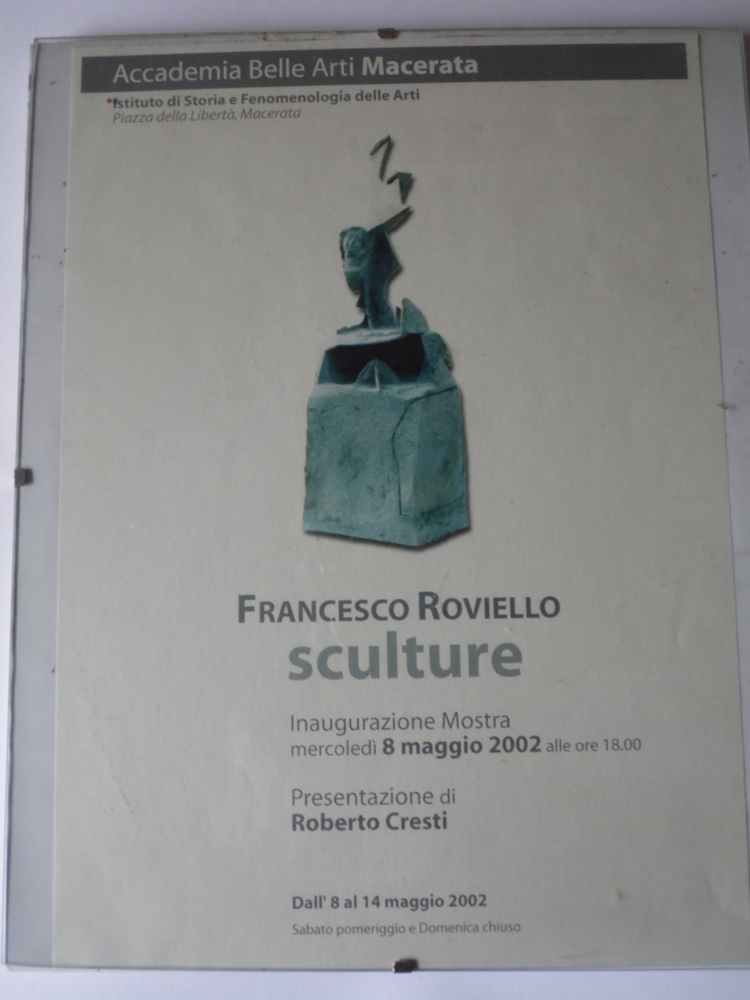 Accademia Belle Arti Macerata
Istituto di Storia e Fenomenologia delle Arti
Piazza della Libertà, Macerata
FRANCESCO ROVIELLO
sculture
Inaugurazione Mostra
mercoledì 8 maggio 2002 alle ore 18.00
Presentazione di
Roberto Cresti
Dall' 8 al 14 maggio 2002
Sabato pomeriggio e Domenica chiuso